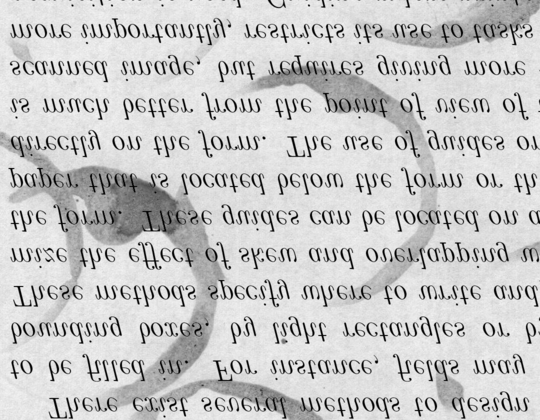 There exist several methods to design
to be filled in. For instance, fields may
bounding boxes, by light rectangles or by
These methods specify where to write and
mize the effect of skew and overlapping w
the form. These guides can be located on a
paper that is located below the form or th
directly on the form. The use of guides on
is much better from the point of view of
scanned image, but requires giving more
more importantly, restricts its use to tasks